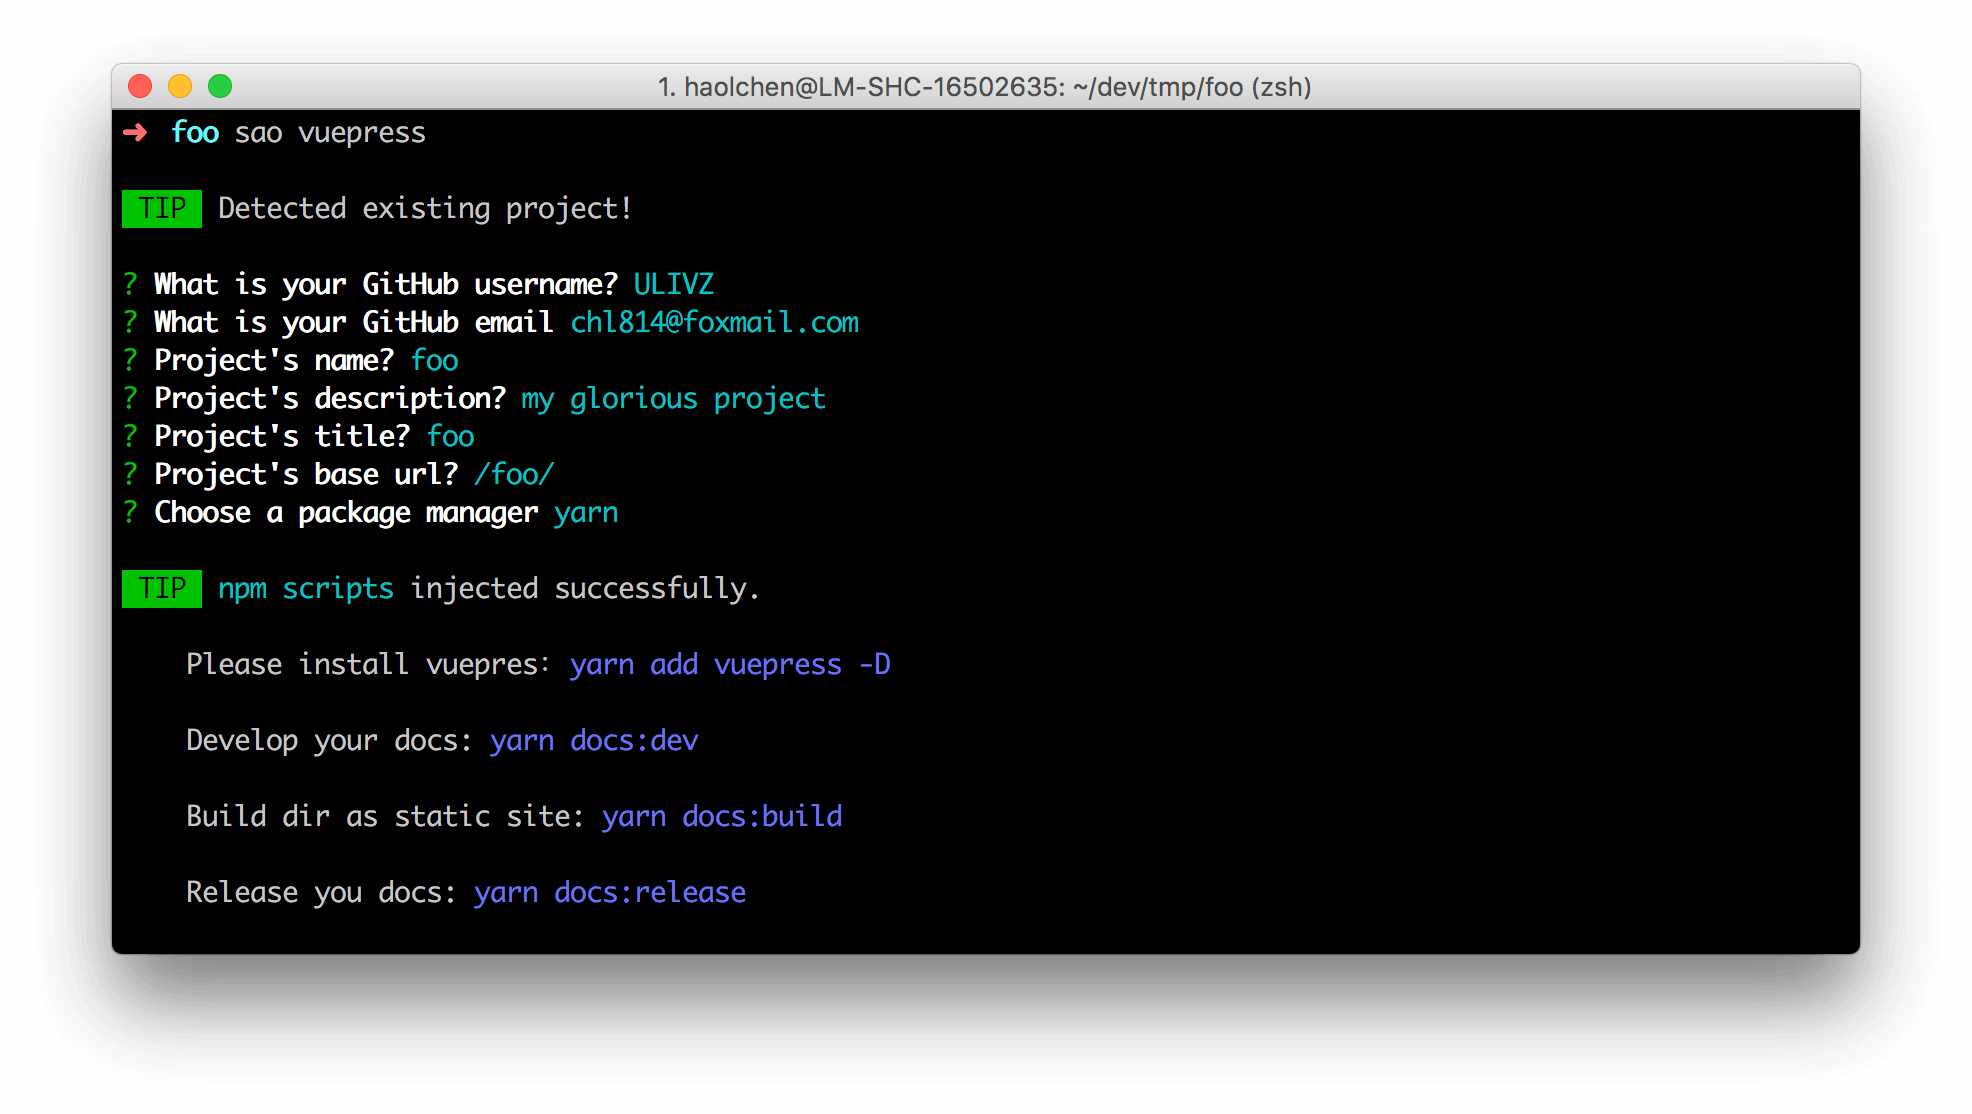 1. haolchen@LM-SHC-16502635: ~/dev/tmp/foo (zsh)
➜ foo sao vuepress
TIP Detected existing project!
? What is your GitHub username? ULIVZ
? What is your GitHub email chl814@foxmail.com
? Project's name? foo
? Project's description? my glorious project
? Project's title? foo
? Project's base url? /foo/
? Choose a package manager yarn
TIP npm scripts injected successfully.
Please install vuepres: yarn add vuepress -D
Develop your docs: yarn docs:dev
Build dir as static site: yarn docs:build
Release you docs: yarn docs:release